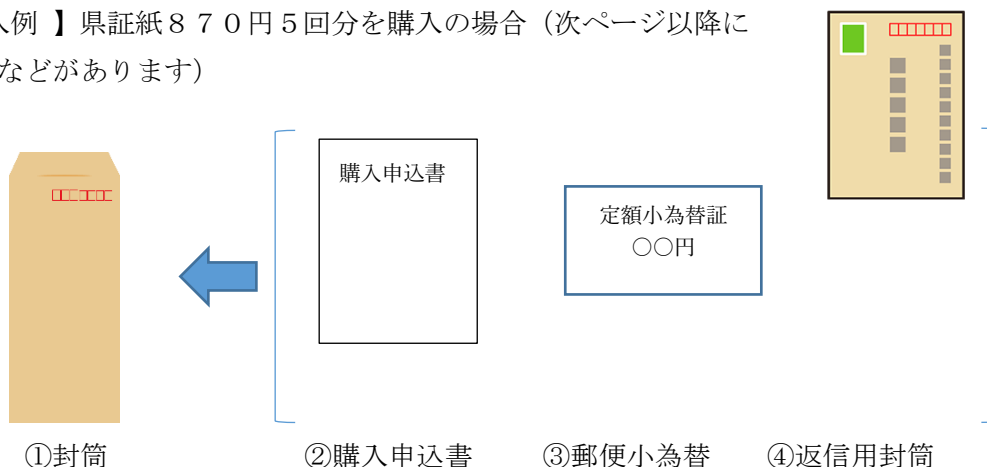 入例 】県証紙８７０円５回分を購入の場合（次ページ以降に
などがあります）
購入申込書
定額小為替証
○○円
①封筒
②購入申込書
③郵便小為替
④返信用封筒